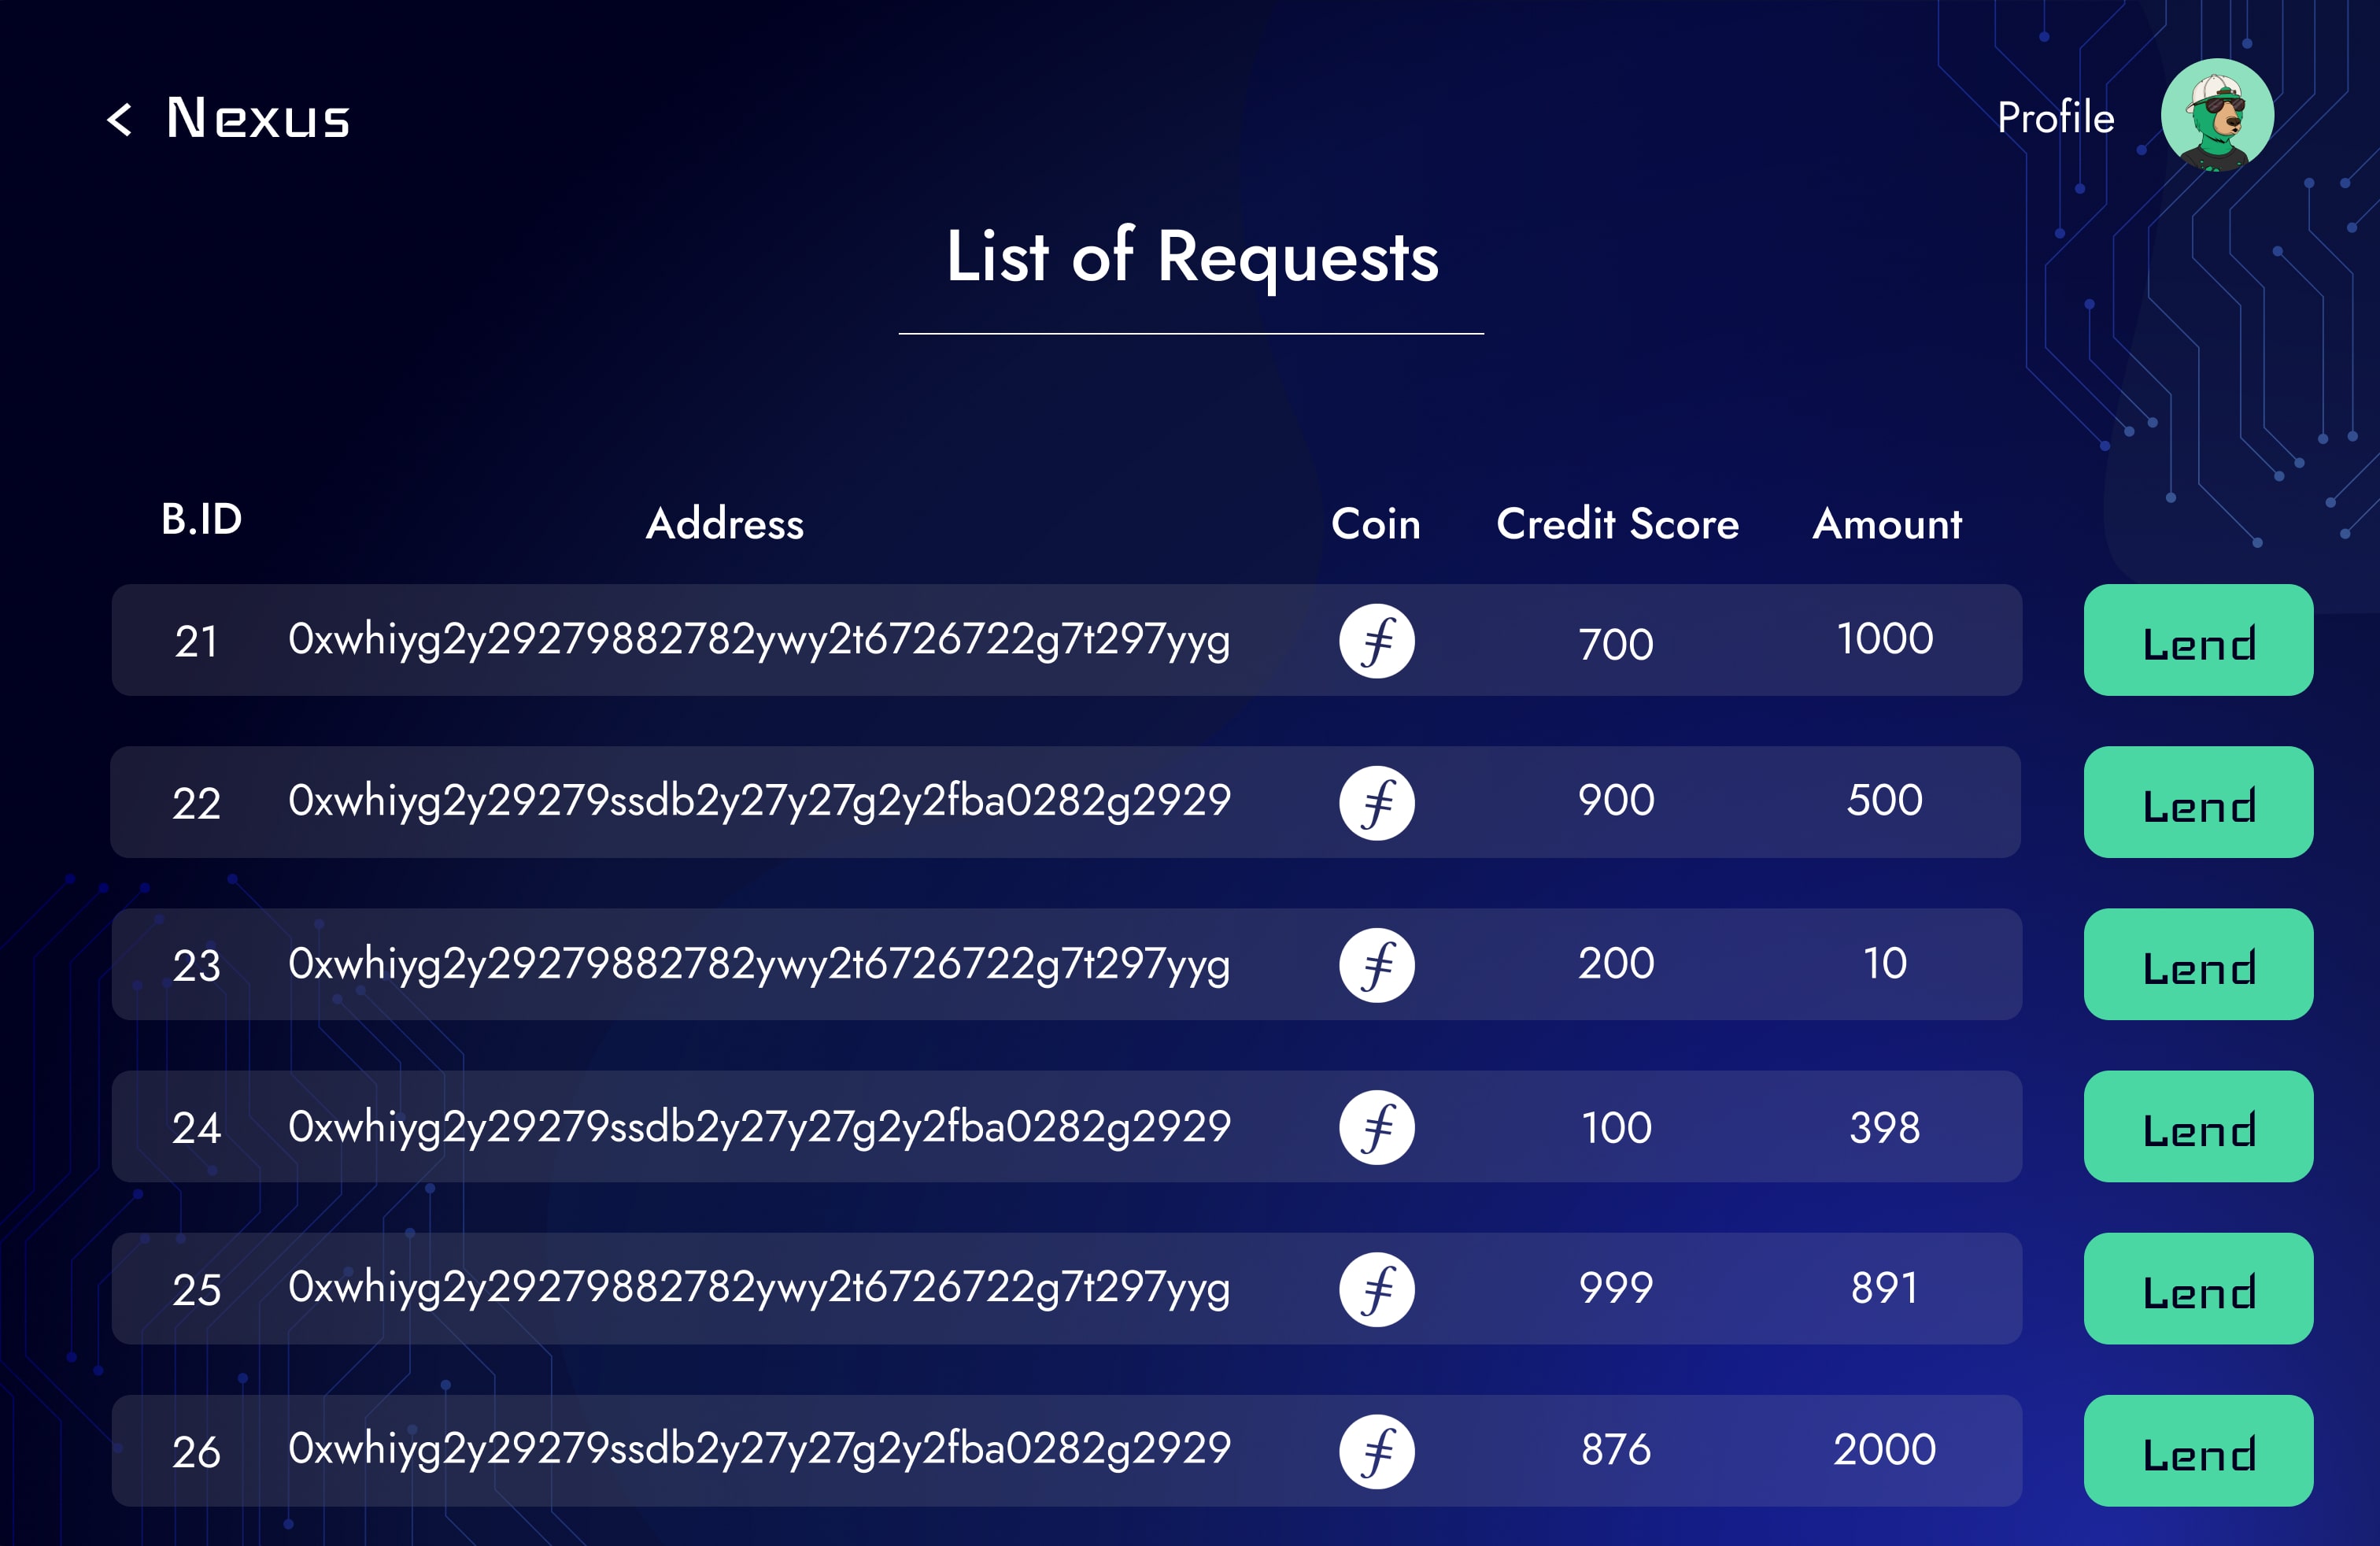 < Nexus
Profile
List of Requests
B.ID Address Coin Credit Score Amount
21 0xwhiyg2y29279882782ywy2t6726722g7t297yyg 700 1000 Lend
22 0xwhiyg2y29279ssdb2y27y27g2y2fba0282g2929 900 500 Lend
23 0xwhiyg2y29279882782ywy2t6726722g7t297yyg 200 10 Lend
24 0xwhiyg2y29279ssdb2y27y27g2y2fba0282g2929 100 398 Lend
25 0xwhiyg2y29279882782ywy2t6726722g7t297yyg 999 891 Lend
26 0xwhiyg2y29279ssdb2y27y27g2y2fba0282g2929 876 2000 Lend